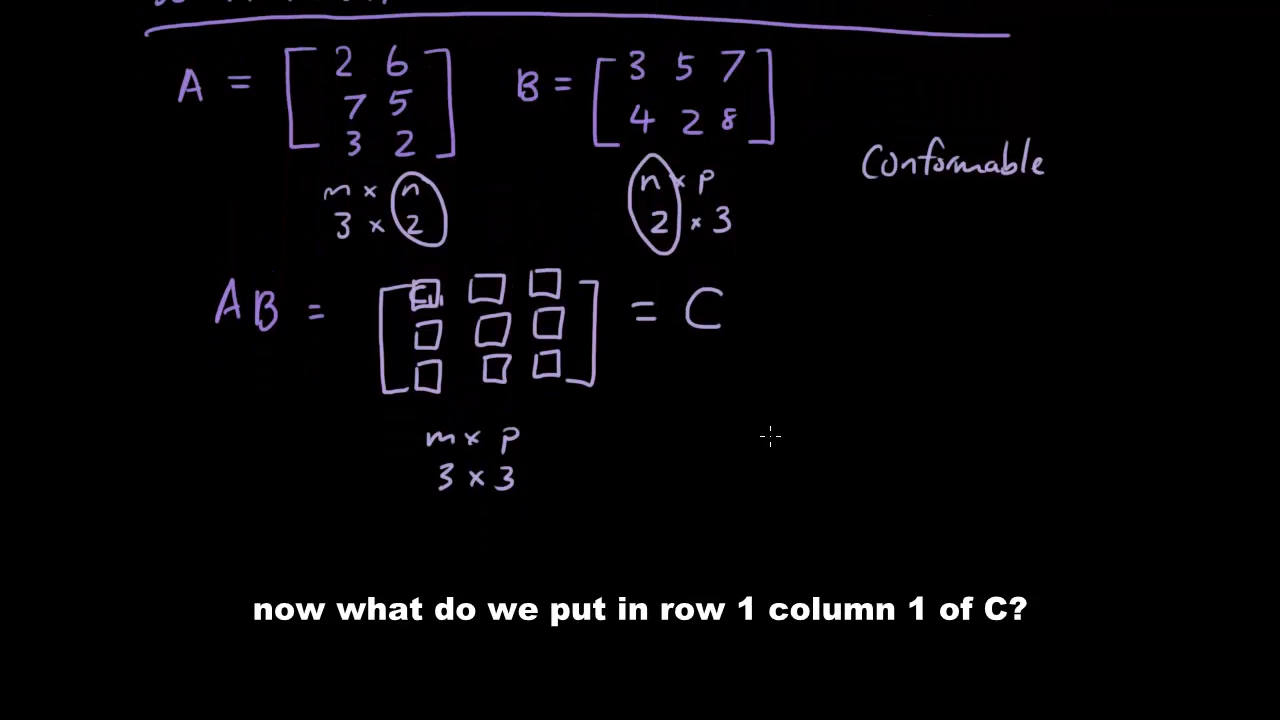 A = [ 2 6 B = [ 3 5 7 ]
7 5 4 2 8
3 2 ] Conformable
m × n n × p
3 × 2 2 × 3
AB = [ C11 ] = C
m × p
3 × 3
now what do we put in row 1 column 1 of C?